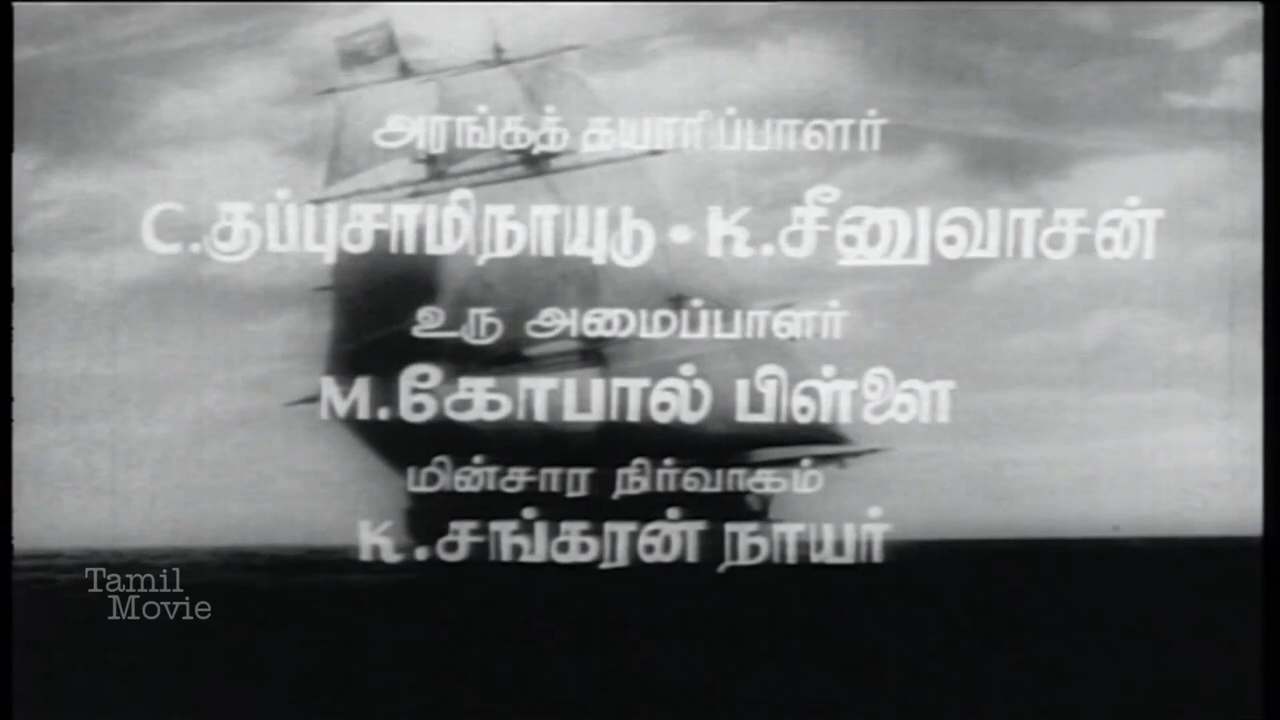 அரங்கத் தயாரிப்பாளர்
C.குப்புசாமிநாயுடு - K.சீனுவாசன்
உரு அமைப்பாளர்
M.கோபால் பிள்ளை
மின்சார நிர்வாகம்
K.சங்கரன் நாயர்
Tamil
Movie